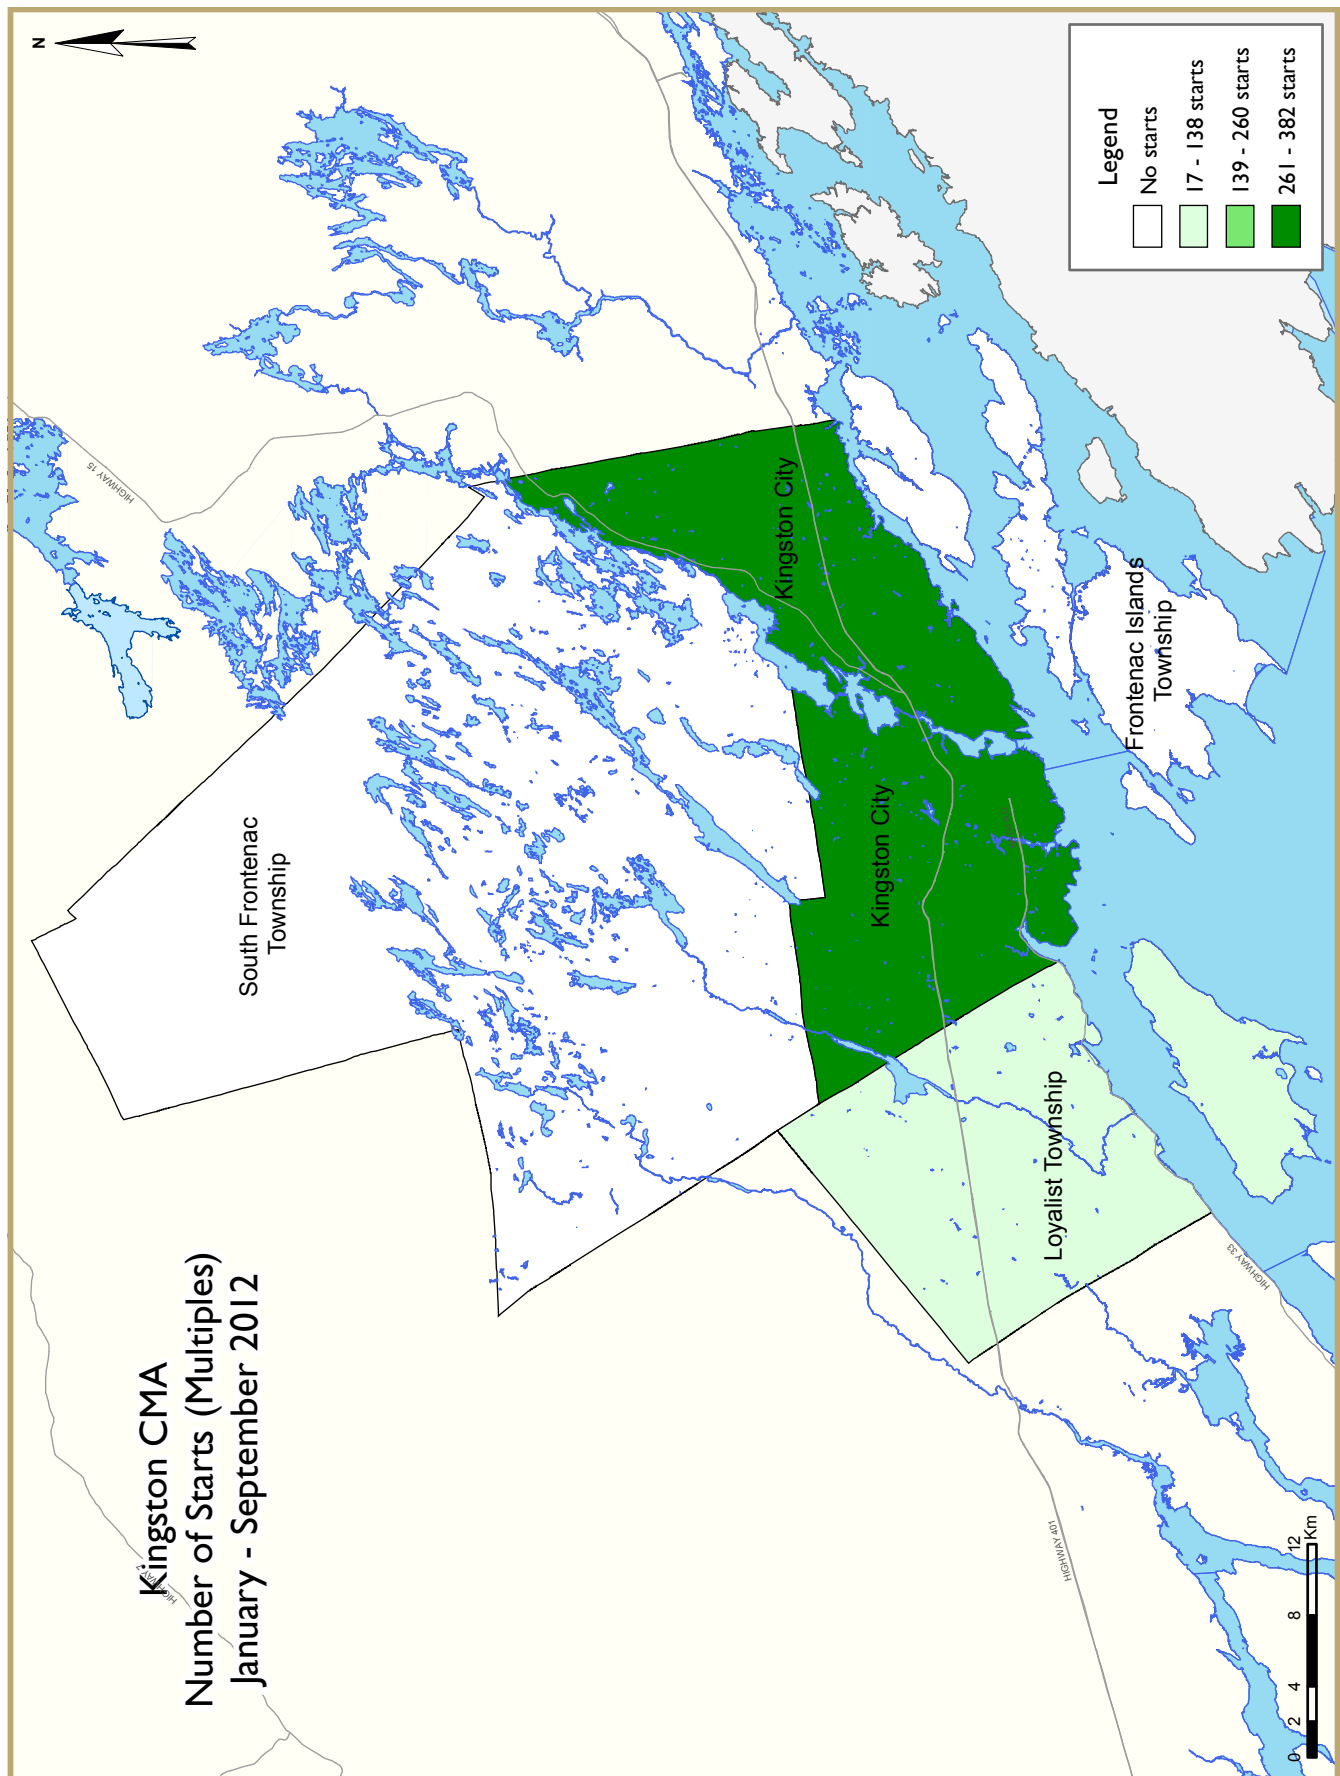 Kingston CMA
Number of Starts (Multiples)
January - September 2012
N
HIGHWAY 7
HIGHWAY 15
South Frontenac
Township
Kingston City
Kingston City
Frontenac Islands
Township
Loyalist Township
HIGHWAY 33
HIGHWAY 401
Legend
No starts
17 - 138 starts
139 - 260 starts
261 - 382 starts
0 2 4 8 12
Km